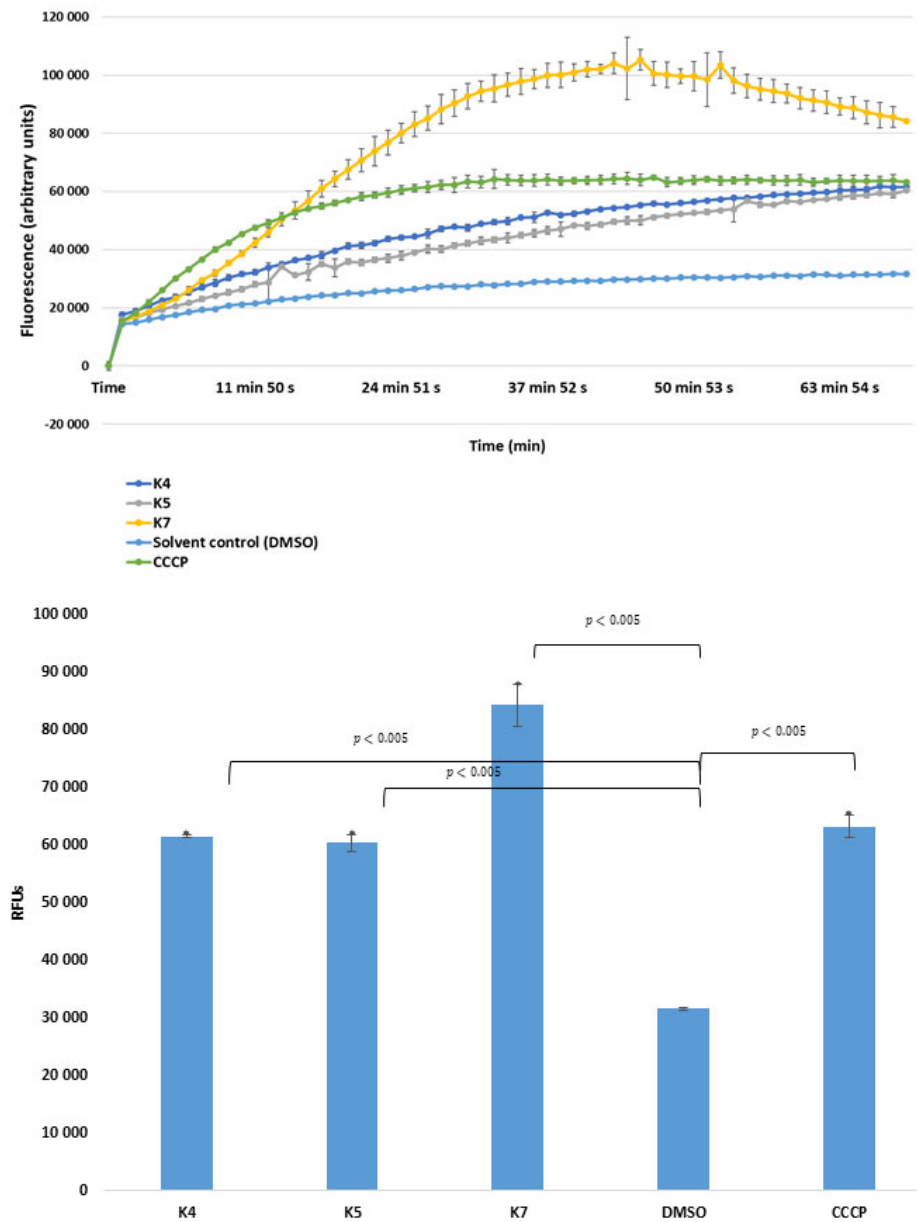 120 000
100 000
80 000
60 000
40 000
20 000
0
-20 000
Fluorescence (arbitrary units)
Time 11 min 50 s 24 min 51 s 37 min 52 s 50 min 53 s 63 min 54 s
Time (min)
K4
K5
K7
Solvent control (DMSO)
CCCP
100 000
90 000
80 000
70 000
60 000
50 000
40 000
30 000
20 000
10 000
0
RFUs
p < 0.005
p < 0.005
p < 0.005
p < 0.005
*
*
*
*
K4 K5 K7 DMSO CCCP